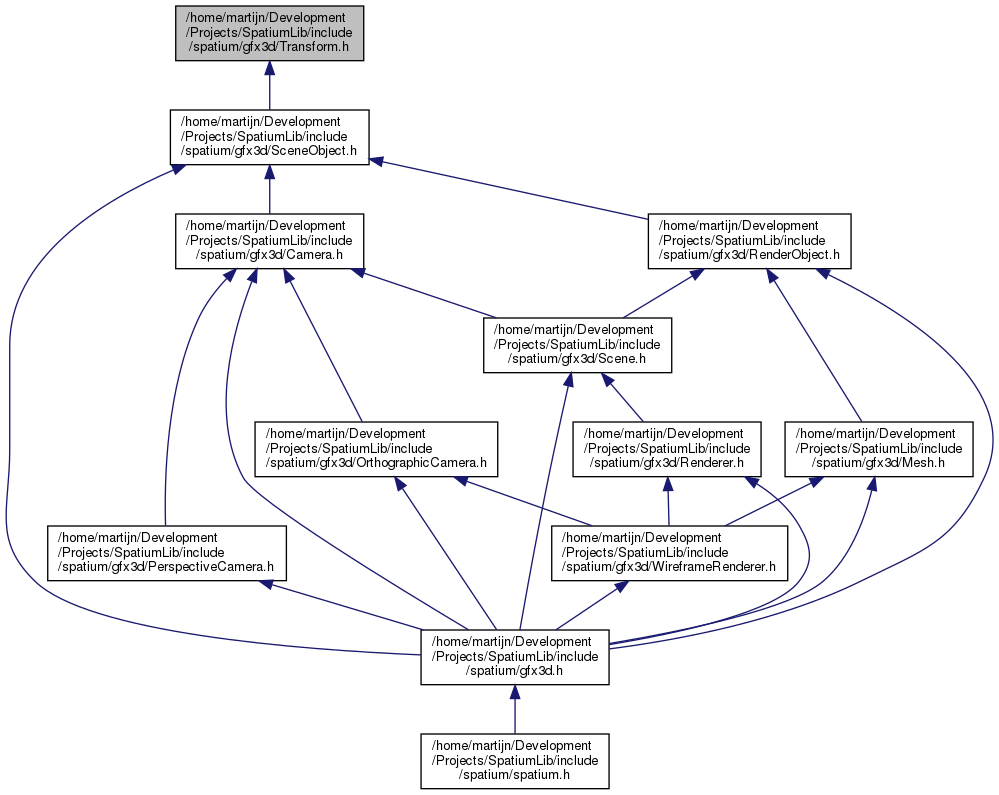 /home/martijn/Development
/Projects/SpatiumLib/include
/spatium/gfx3d/Transform.h
/home/martijn/Development
/Projects/SpatiumLib/include
/spatium/gfx3d/SceneObject.h
/home/martijn/Development
/Projects/SpatiumLib/include
/spatium/gfx3d/Camera.h
/home/martijn/Development
/Projects/SpatiumLib/include
/spatium/gfx3d/RenderObject.h
/home/martijn/Development
/Projects/SpatiumLib/include
/spatium/gfx3d/Scene.h
/home/martijn/Development
/Projects/SpatiumLib/include
/spatium/gfx3d/OrthographicCamera.h
/home/martijn/Development
/Projects/SpatiumLib/include
/spatium/gfx3d/Renderer.h
/home/martijn/Development
/Projects/SpatiumLib/include
/spatium/gfx3d/Mesh.h
/home/martijn/Development
/Projects/SpatiumLib/include
/spatium/gfx3d/PerspectiveCamera.h
/home/martijn/Development
/Projects/SpatiumLib/include
/spatium/gfx3d/WireframeRenderer.h
/home/martijn/Development
/Projects/SpatiumLib/include
/spatium/gfx3d.h
/home/martijn/Development
/Projects/SpatiumLib/include
/spatium/spatium.h